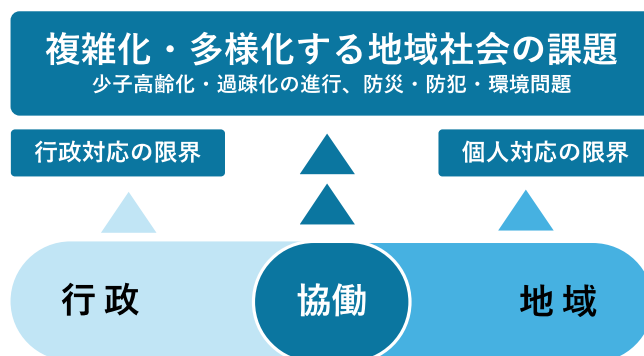 複雑化・多様化する地域社会の課題
少子高齢化・過疎化の進行、防災・防犯・環境問題
行政対応の限界
個人対応の限界
行政
協働
地域